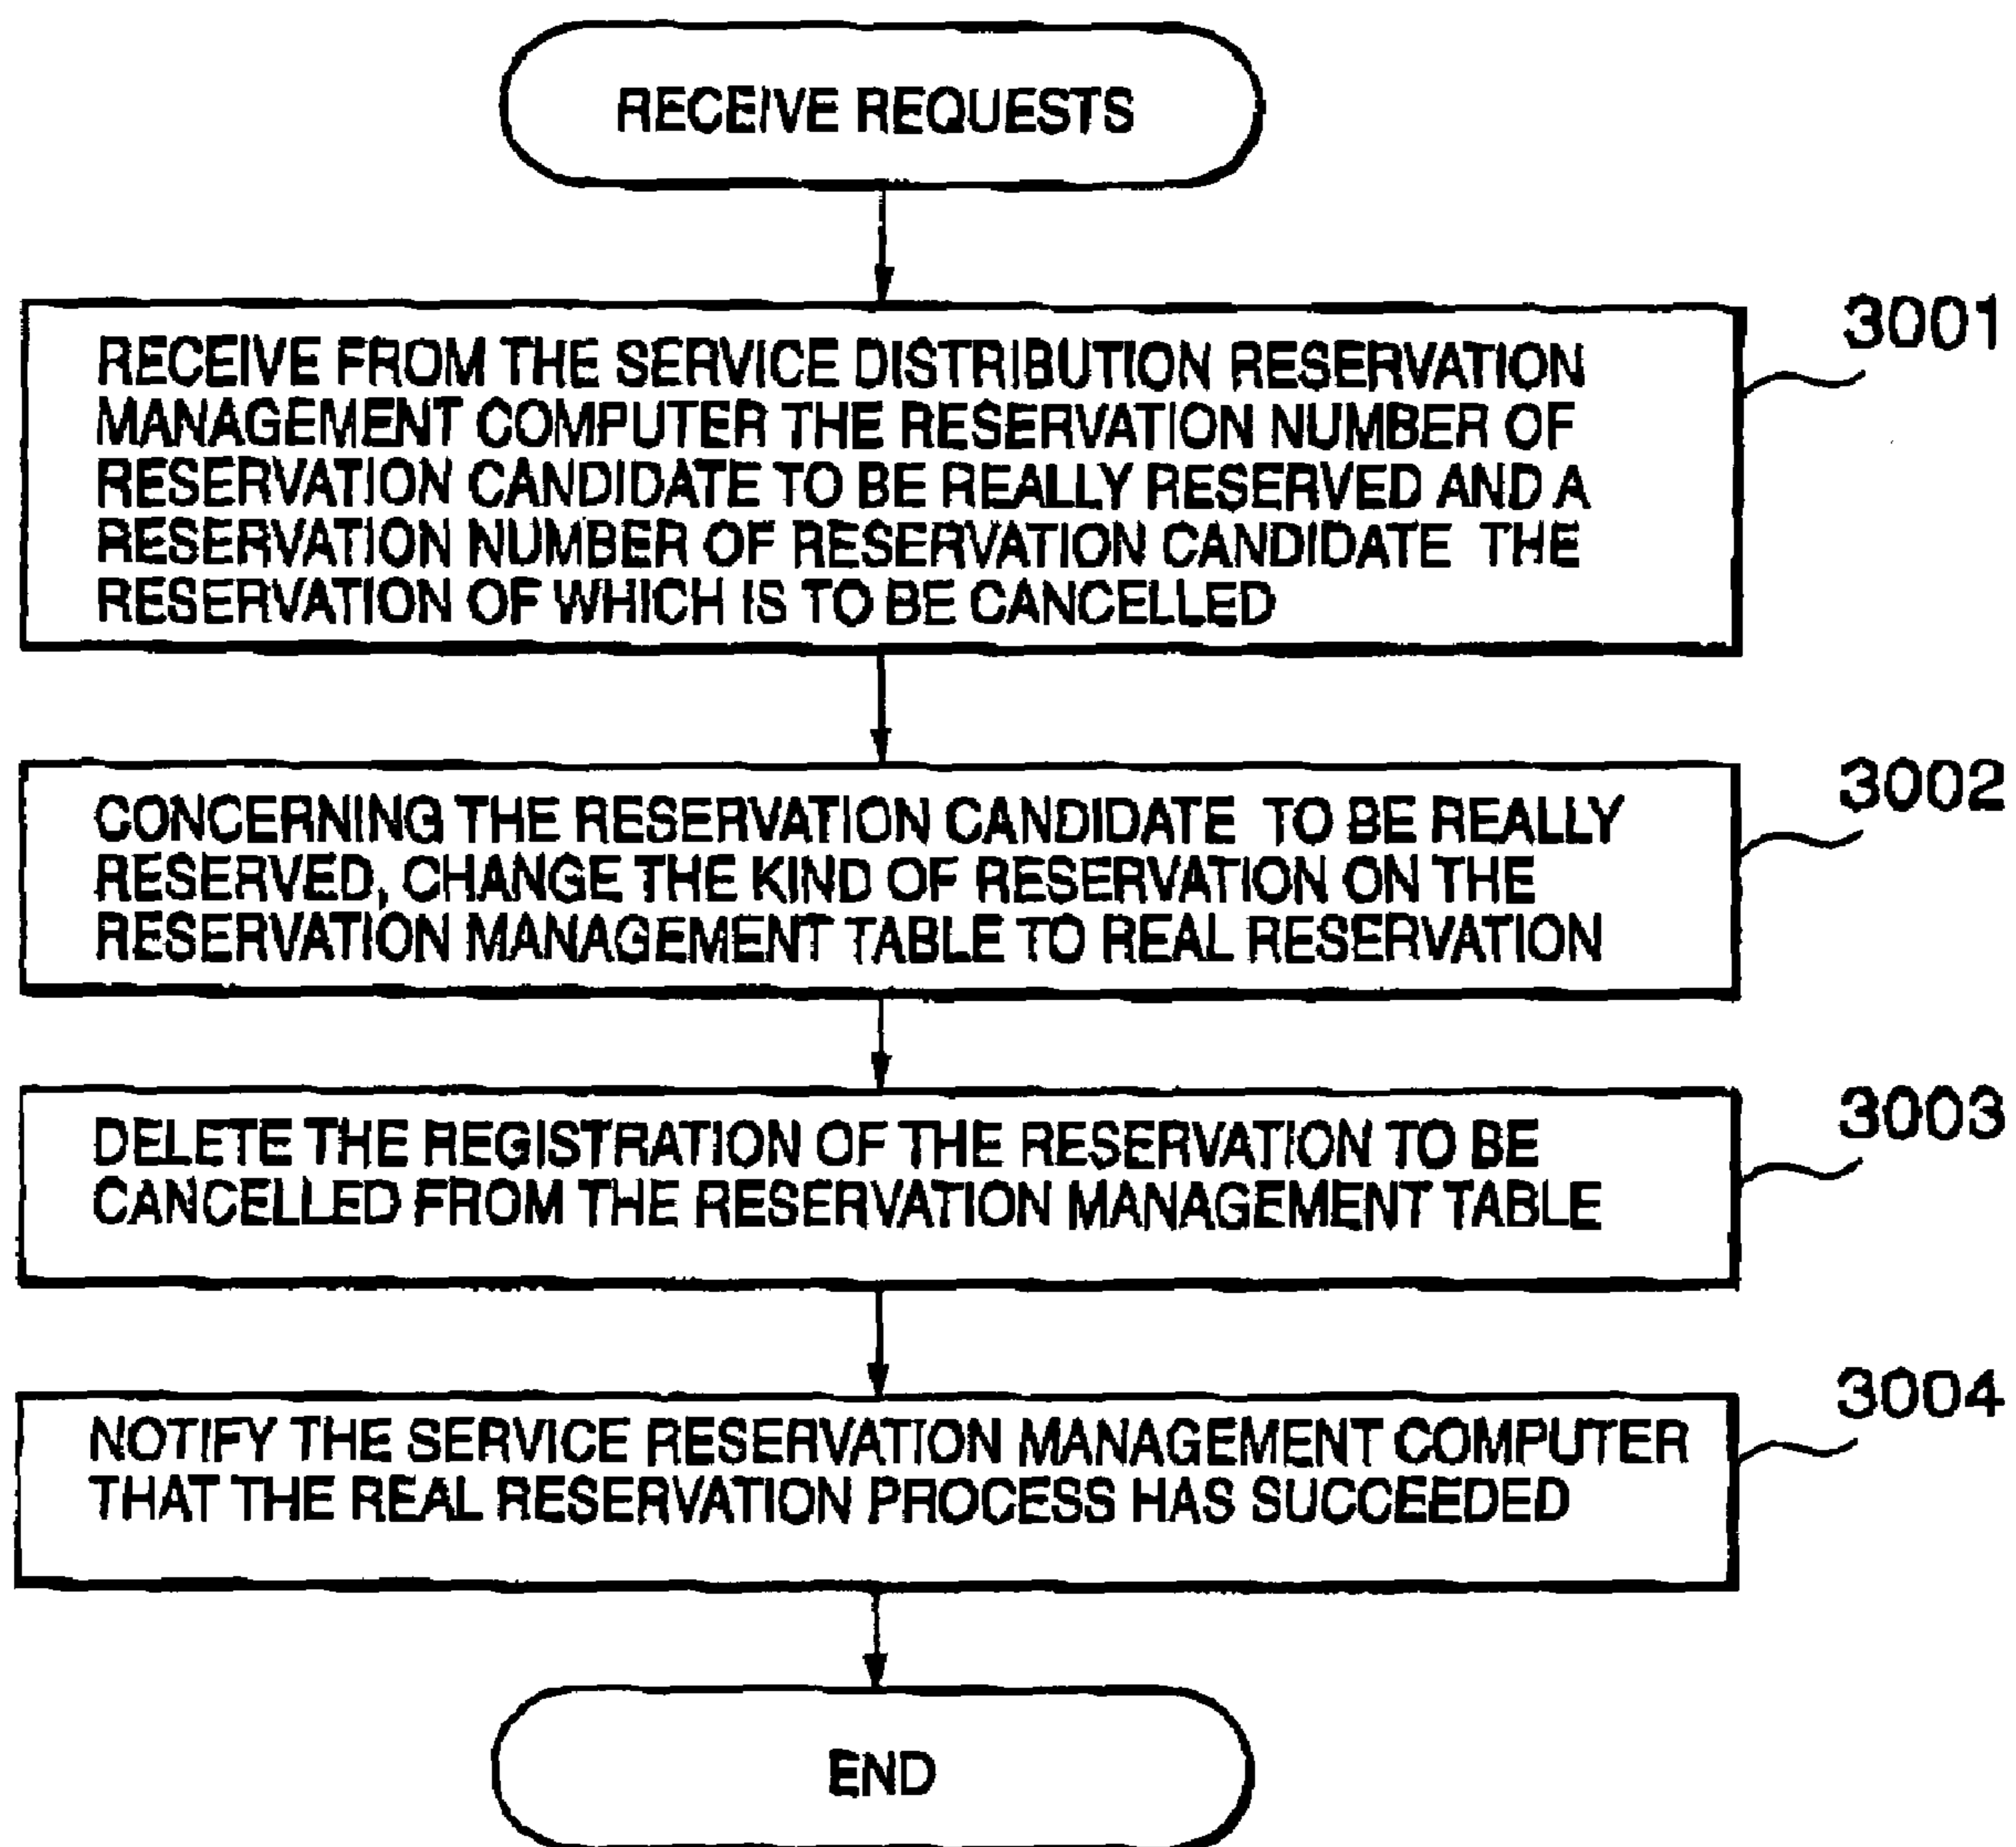 RECEIVE REQUESTS
3001
RECEIVE FROM THE SERVICE DISTRIBUTION RESERVATION
MANAGEMENT COMPUTER THE RESERVATION NUMBER OF
RESERVATION CANDIDATE TO BE REALLY RESERVED AND A
RESERVATION NUMBER OF RESERVATION CANDIDATE THE
RESERVATION OF WHICH IS TO BE CANCELLED
3002
CONCERNING THE RESERVATION CANDIDATE TO BE REALLY
RESERVED, CHANGE THE KIND OF RESERVATION ON THE
RESERVATION MANAGEMENT TABLE TO REAL RESERVATION
3003
DELETE THE REGISTRATION OF THE RESERVATION TO BE
CANCELLED FROM THE RESERVATION MANAGEMENT TABLE
3004
NOTIFY THE SERVICE RESERVATION MANAGEMENT COMPUTER
THAT THE REAL RESERVATION PROCESS HAS SUCCEEDED
END